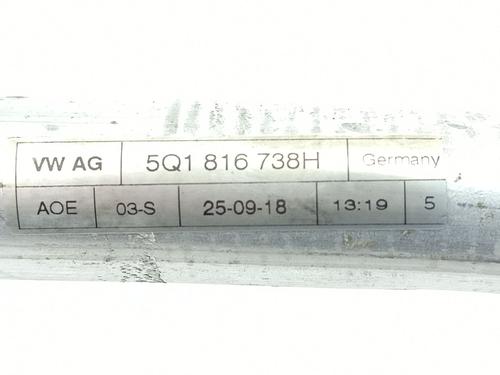 VW AG 5Q1 816 738H Germany
AOE 03-S 25-09-18 13:19 5